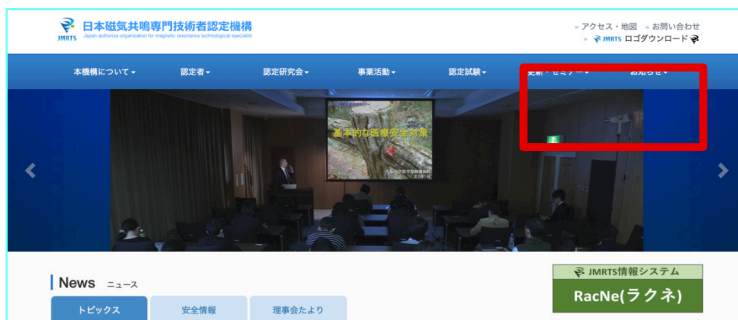 日本磁気共鳴専門技術者認定機構
JMRTS Japan authorize organization for magnetic resonance technological specialist
» アクセス・地図 » お問い合わせ
» JMRTS ロゴダウンロード
本機構について 認定者 認定研究会 事業活動 認定試験 更新・セミナー お知らせ
基本的な医療安全対策
News ニュース
JMRTS情報システム
RacNe(ラクネ)
トピックス 安全情報 理事会たより